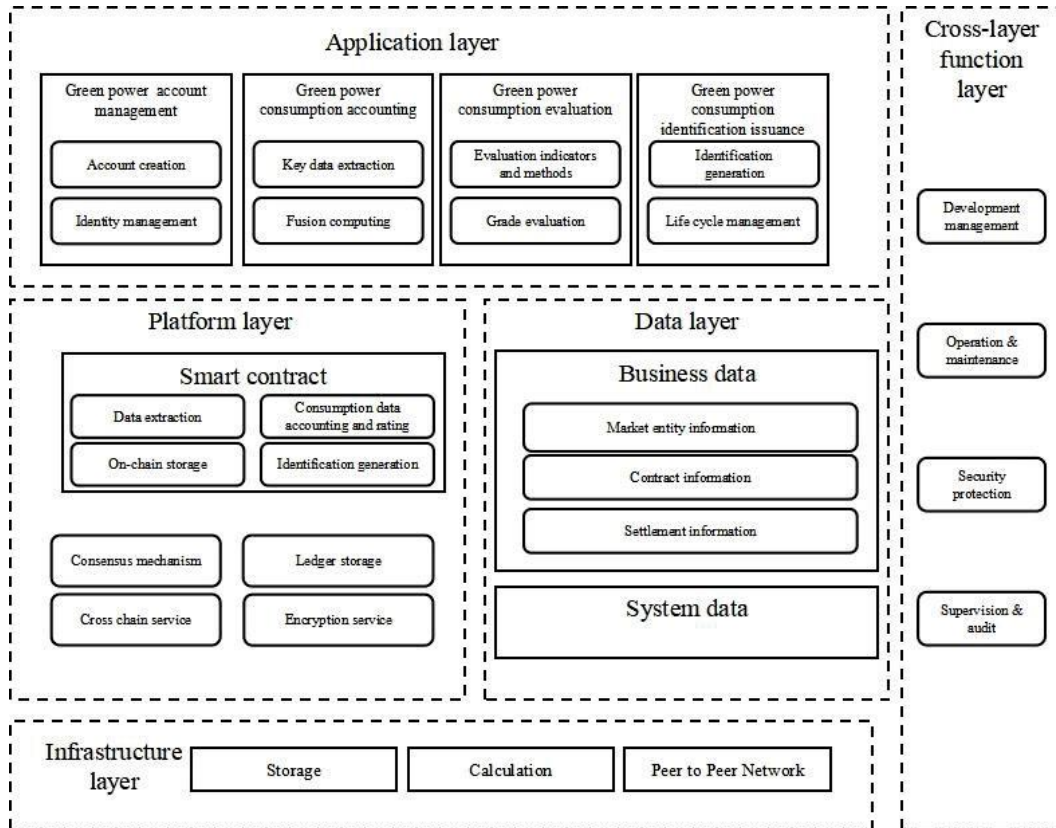 Application layer
Green power account
management
Account creation
Identity management
Green power
consumption accounting
Key data extraction
Fusion computing
Green power
consumption evaluation
Evaluation indicators
and methods
Grade evaluation
Green power
consumption
identification issuance
Identification
generation
Life cycle management
Platform layer
Smart contract
Data extraction
Consumption data
accounting and rating
On-chain storage
Identification generation
Consensus mechanism
Ledger storage
Cross chain service
Encryption service
Data layer
Business data
Market entity information
Contract information
Settlement information
System data
Infrastructure
layer
Storage
Calculation
Peer to Peer Network
Cross-layer
function
layer
Development
management
Operation &
maintenance
Security
protection
Supervision &
audit